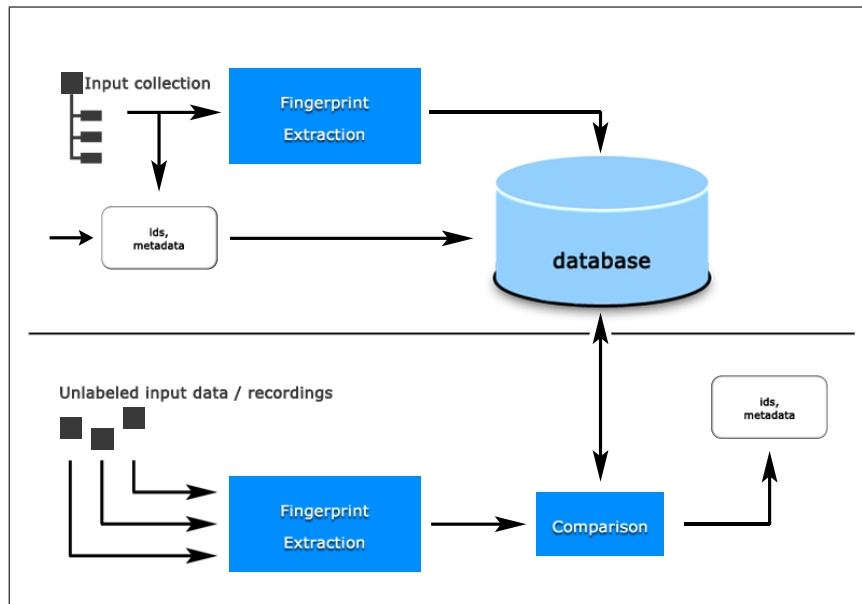 Input collection
Fingerprint
Extraction
ids,
metadata
database
Unlabeled input data / recordings
ids,
metadata
Fingerprint
Extraction
Comparison